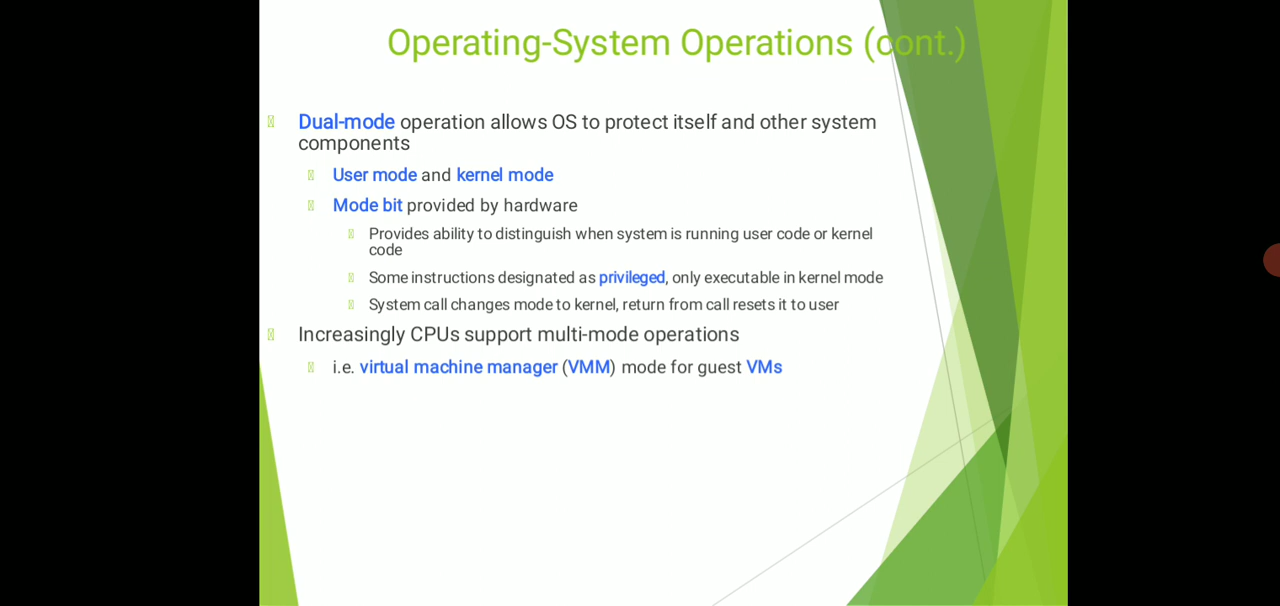 Operating-System Operations (cont.)
Dual-mode operation allows OS to protect itself and other system
components
User mode and kernel mode
Mode bit provided by hardware
Provides ability to distinguish when system is running user code or kernel
code
Some instructions designated as privileged, only executable in kernel mode
System call changes mode to kernel, return from call resets it to user
Increasingly CPUs support multi-mode operations
i.e. virtual machine manager (VMM) mode for guest VMs